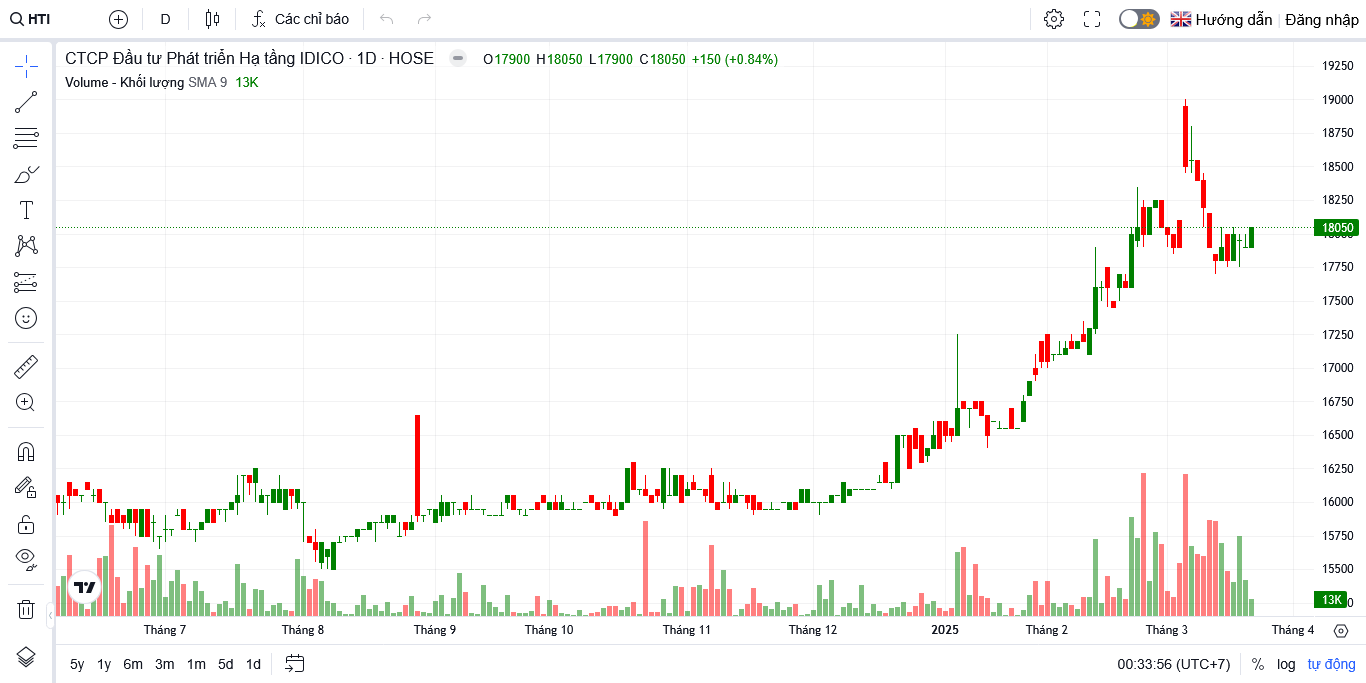 HTI D Các chỉ báo Hướng dẫn Đăng nhập
CTCP Đầu tư Phát triển Hạ tầng IDICO · 1D · HOSE O17900 H18050 L17900 C18050 +150 (+0.84%)
Volume - Khối lượng SMA 9 13K
19250
19000
18750
18500
18250
18050
17750
17500
17250
17000
16750
16500
16250
16000
15750
15500
13K
Tháng 7 Tháng 8 Tháng 9 Tháng 10 Tháng 11 Tháng 12 2025 Tháng 2 Tháng 3 Tháng 4
5y 1y 6m 3m 1m 5d 1d 00:33:56 (UTC+7) % log tự động